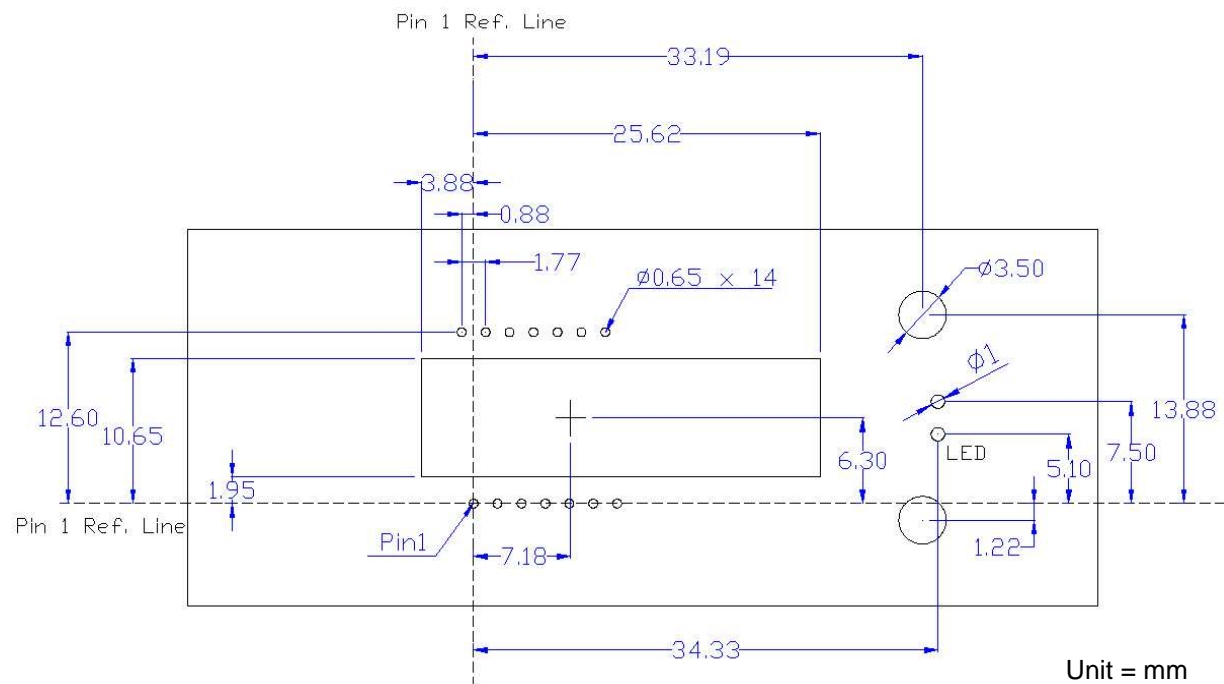 Pin 1 Ref. Line
33.19
25.62
3.88
0.88
1.77
Ø0.65 × 14
Ø3.50
Ø1
12.60
10.65
1.95
6.30
LED
5.10
7.50
13.88
Pin 1 Ref. Line
Pin1
7.18
1.22
34.33
Unit = mm